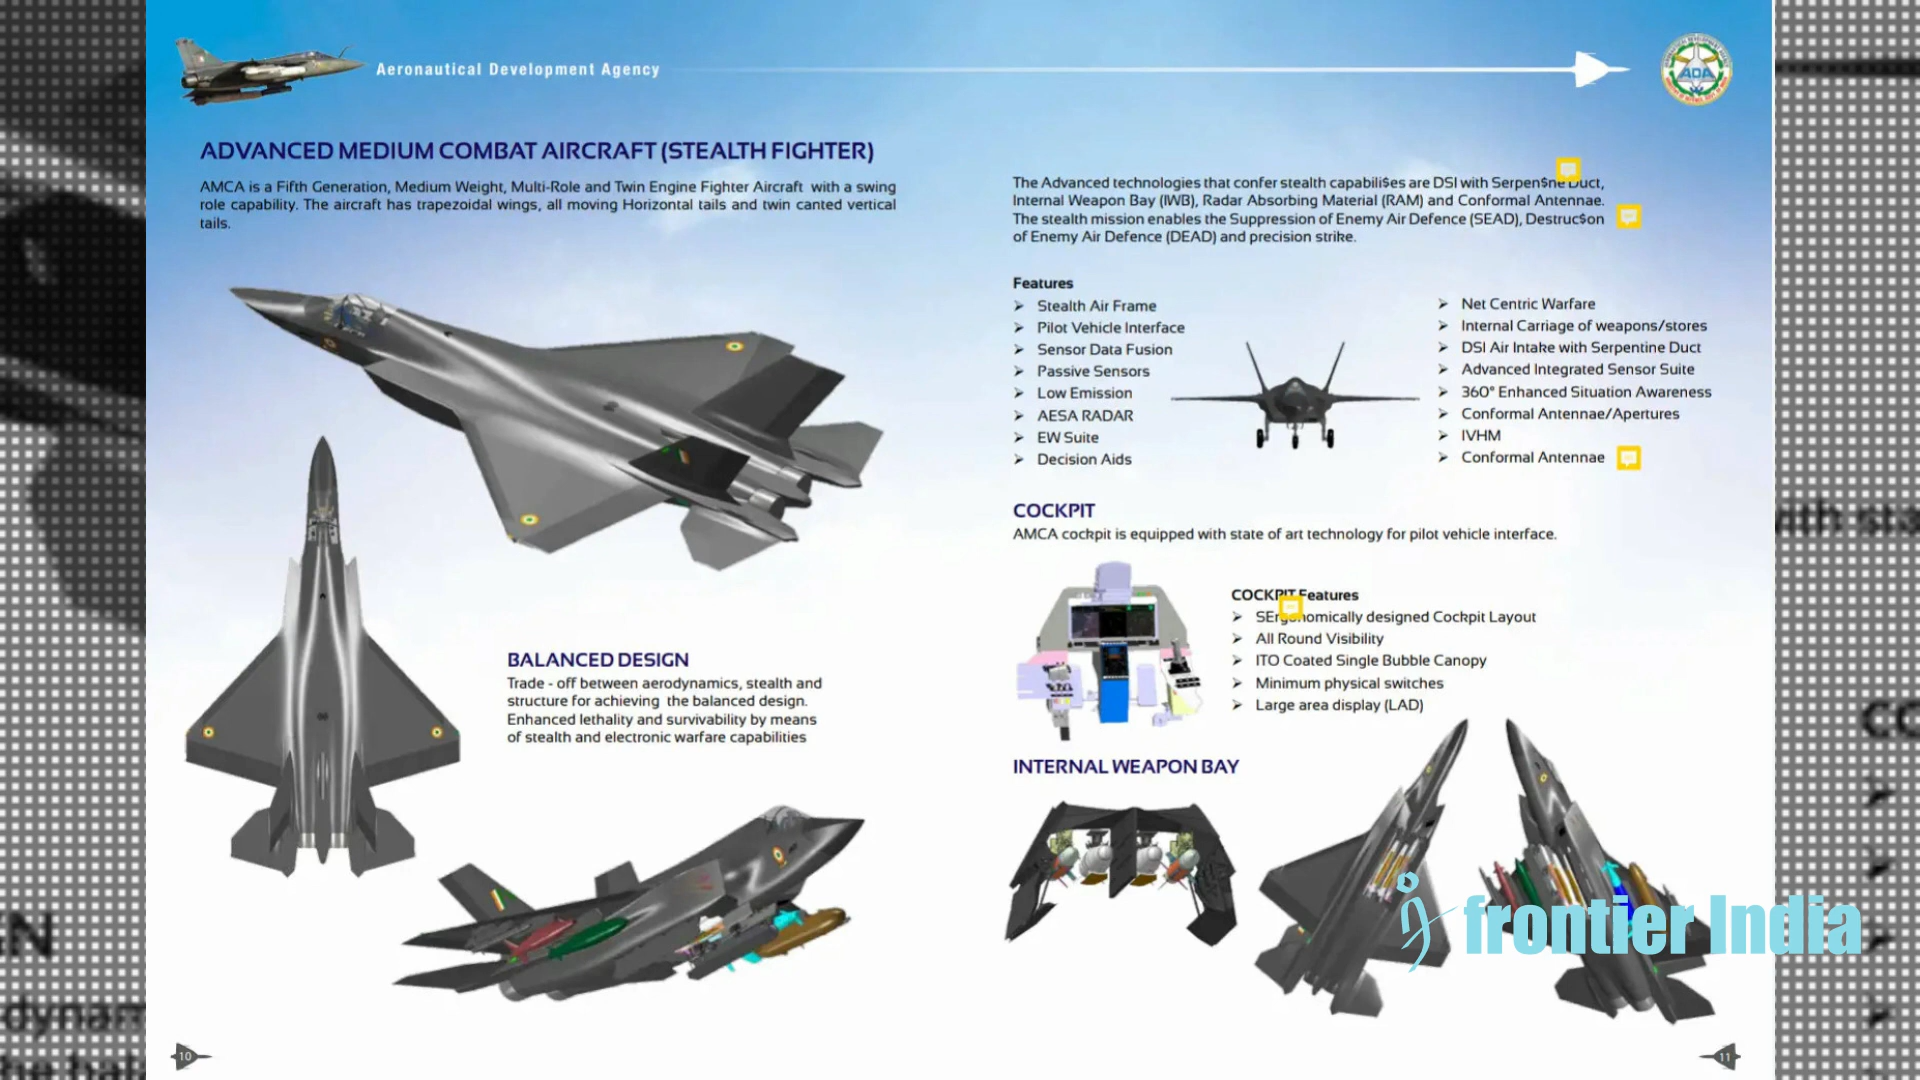 Aeronautical Development Agency
ADA
ADVANCED MEDIUM COMBAT AIRCRAFT (STEALTH FIGHTER)
AMCA is a Fifth Generation, Medium Weight, Multi-Role and Twin Engine Fighter Aircraft with a swing
role capability. The aircraft has trapezoidal wings, all moving Horizontal tails and twin canted vertical
tails.
BALANCED DESIGN
Trade - off between aerodynamics, stealth and
structure for achieving the balanced design.
Enhanced lethality and survivability by means
of stealth and electronic warfare capabilities
10
The Advanced technologies that confer stealth capabili$es are DSI with Serpen$ne Duct,
Internal Weapon Bay (IWB), Radar Absorbing Material (RAM) and Conformal Antennae.
The stealth mission enables the Suppression of Enemy Air Defence (SEAD), Destruc$on
of Enemy Air Defence (DEAD) and precision strike.
Features
Stealth Air Frame
Pilot Vehicle Interface
Sensor Data Fusion
Passive Sensors
Low Emission
AESA RADAR
EW Suite
Decision Aids
Net Centric Warfare
Internal Carriage of weapons/stores
DSI Air Intake with Serpentine Duct
Advanced Integrated Sensor Suite
360° Enhanced Situation Awareness
Conformal Antennae/Apertures
IVHM
Conformal Antennae
COCKPIT
AMCA cockpit is equipped with state of art technology for pilot vehicle interface.
COCKPIT Features
SErgonomically designed Cockpit Layout
All Round Visibility
ITO Coated Single Bubble Canopy
Minimum physical switches
Large area display (LAD)
INTERNAL WEAPON BAY
frontier India
11